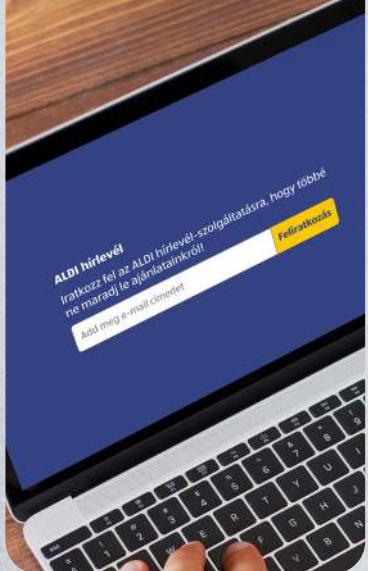 ALDI hírlevél
Iratkozz fel az ALDI hírlevél-szolgáltatásra, hogy többé
ne maradj le ajánlatainkról!
Add meg e-mail címedet
Feliratkozás